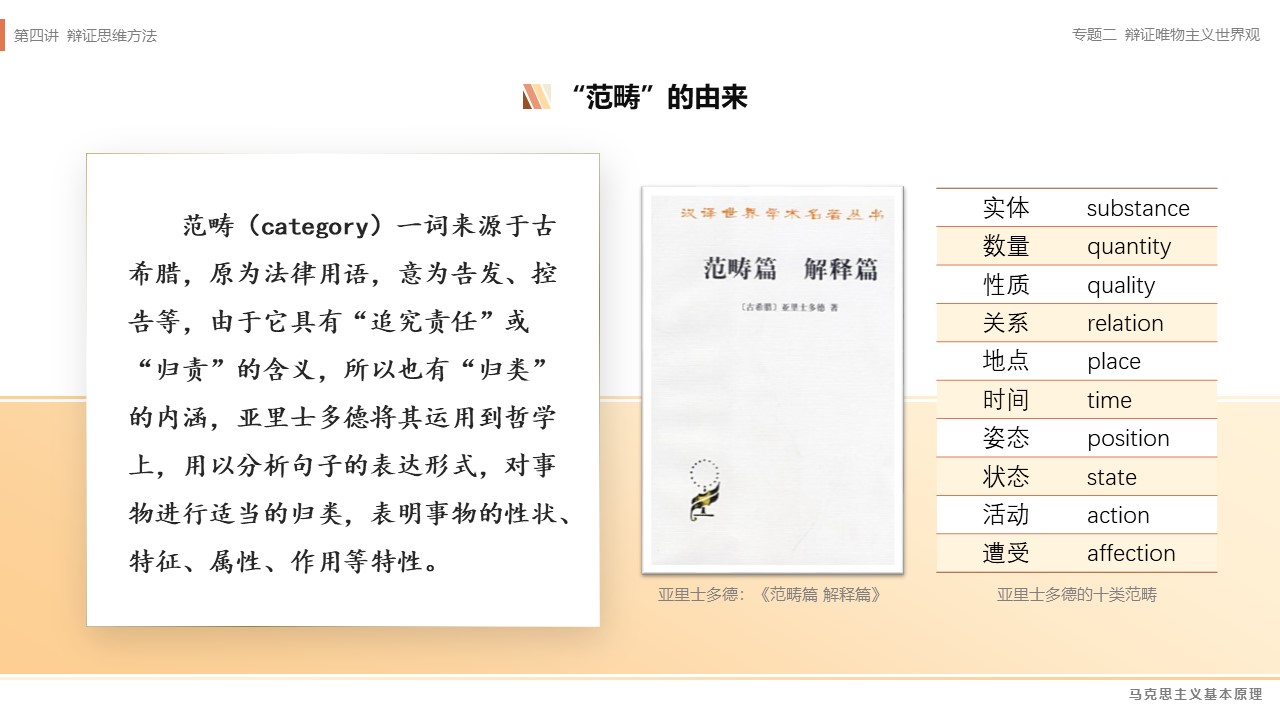 第四讲 辩证思维方法
专题二 辩证唯物主义世界观
“范畴”的由来
范畴（category）一词来源于古
希腊，原为法律用语，意为告发、控
告等，由于它具有“追究责任”或
“归责”的含义，所以也有“归类”
的内涵，亚里士多德将其运用到哲学
上，用以分析句子的表达形式，对事
物进行适当的归类，表明事物的性状、
特征、属性、作用等特性。
汉译世界学术名著丛书
范畴篇 解释篇
〔古希腊〕亚里士多德 著
亚里士多德：《范畴篇 解释篇》
实体 substance
数量 quantity
性质 quality
关系 relation
地点 place
时间 time
姿态 position
状态 state
活动 action
遭受 affection
亚里士多德的十类范畴
马克思主义基本原理